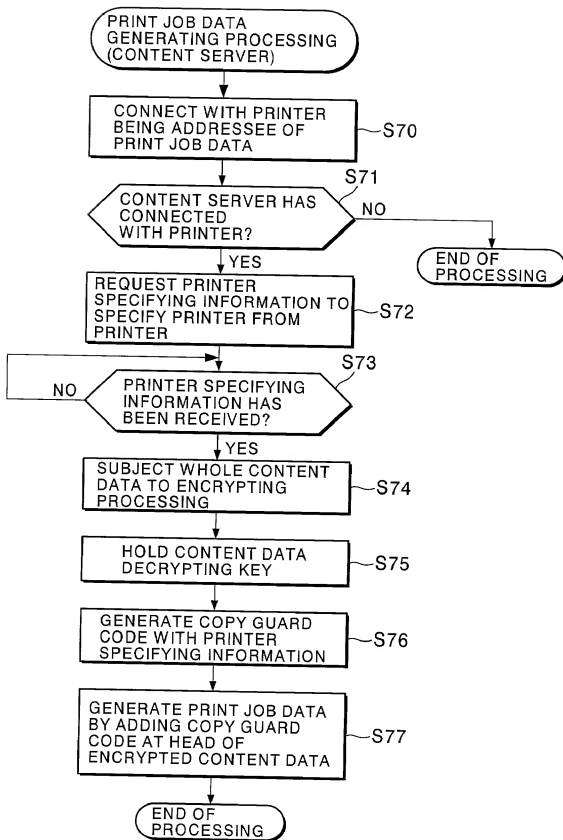 PRINT JOB DATA
GENERATING PROCESSING
(CONTENT SERVER)
CONNECT WITH PRINTER
BEING ADDRESSEE OF
PRINT JOB DATA
S70
S71
CONTENT SERVER HAS
CONNECTED
WITH PRINTER?
NO
END OF
PROCESSING
YES
REQUEST PRINTER
SPECIFYING INFORMATION TO
SPECIFY PRINTER FROM
PRINTER
S72
S73
NO
PRINTER SPECIFYING
INFORMATION HAS
BEEN RECEIVED?
YES
SUBJECT WHOLE CONTENT
DATA TO ENCRYPTING
PROCESSING
S74
HOLD CONTENT DATA
DECRYPTING KEY
S75
GENERATE COPY GUARD
CODE WITH PRINTER
SPECIFYING INFORMATION
S76
GENERATE PRINT JOB DATA
BY ADDING COPY GUARD
CODE AT HEAD OF
ENCRYPTED CONTENT DATA
S77
END OF
PROCESSING